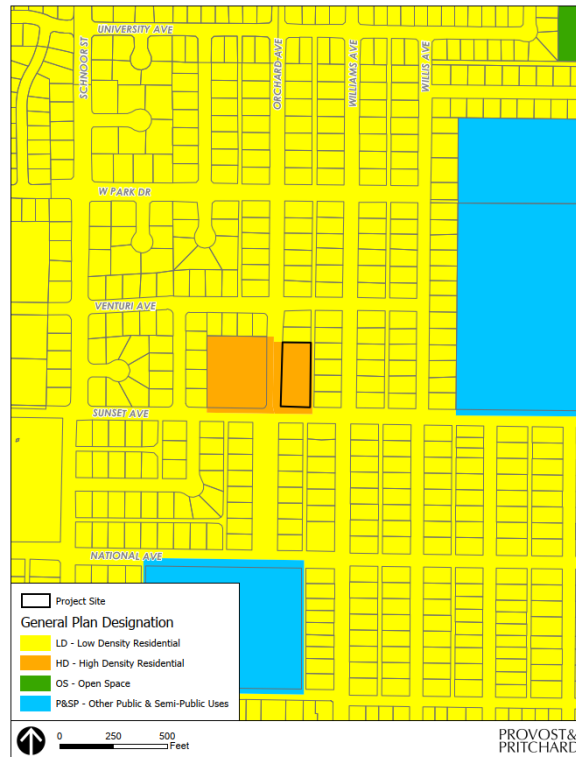 UNIVERSITY AVE
SCHNOOR ST
ORCHARD AVE
WILLIAMS AVE
WILLIS AVE
W PARK DR
VENTURI AVE
SUNSET AVE
NATIONAL AVE
Project Site
General Plan Designation
LD - Low Density Residential
HD - High Density Residential
OS - Open Space
P&SP - Other Public & Semi-Public Uses
0 250 500
Feet
PROVOST&
PRITCHARD